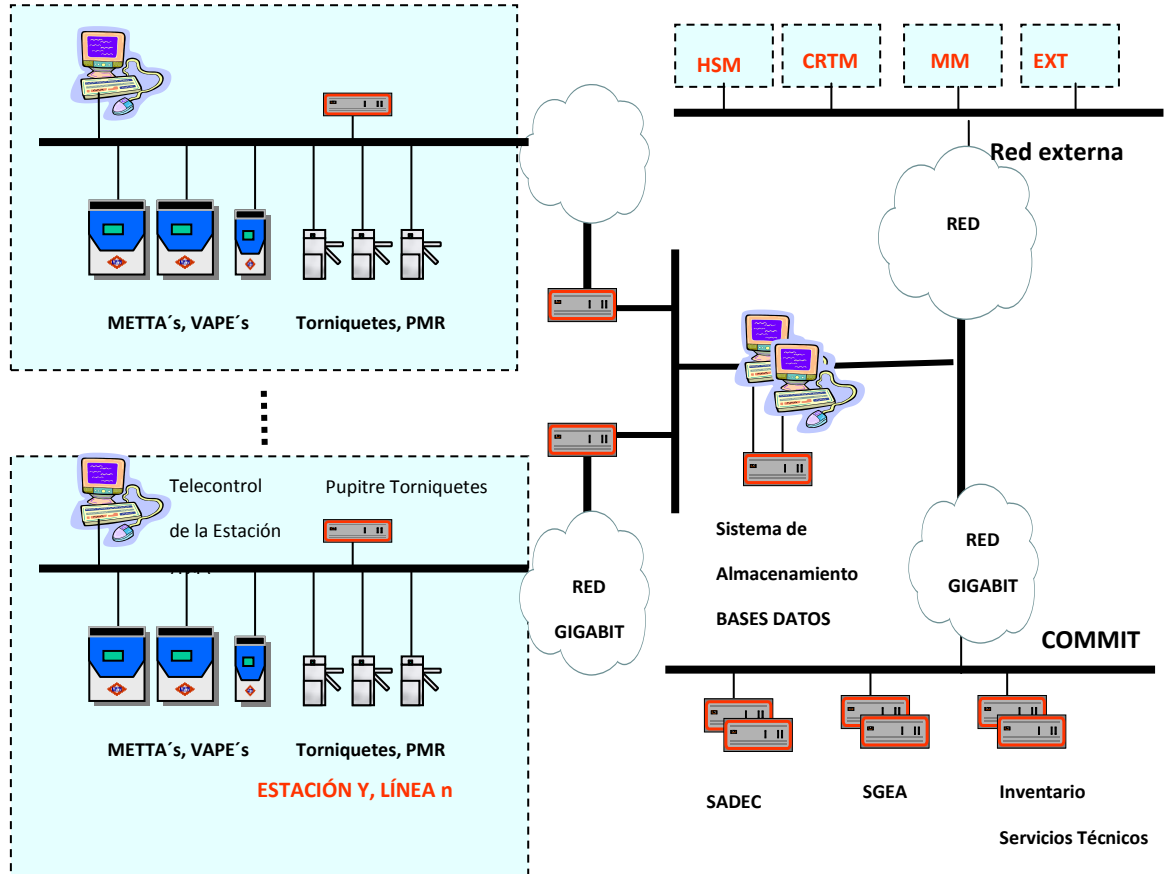 HSM
CRTM
MM
EXT
Red externa
RED
METTA´s, VAPE´s
Torniquetes, PMR
Telecontrol
de la Estación
Pupitre Torniquetes
RED
GIGABIT
Sistema de
Almacenamiento
BASES DATOS
RED
GIGABIT
COMMIT
METTA´s, VAPE´s
Torniquetes, PMR
ESTACIÓN Y, LÍNEA n
SADEC
SGEA
Inventario
Servicios Técnicos